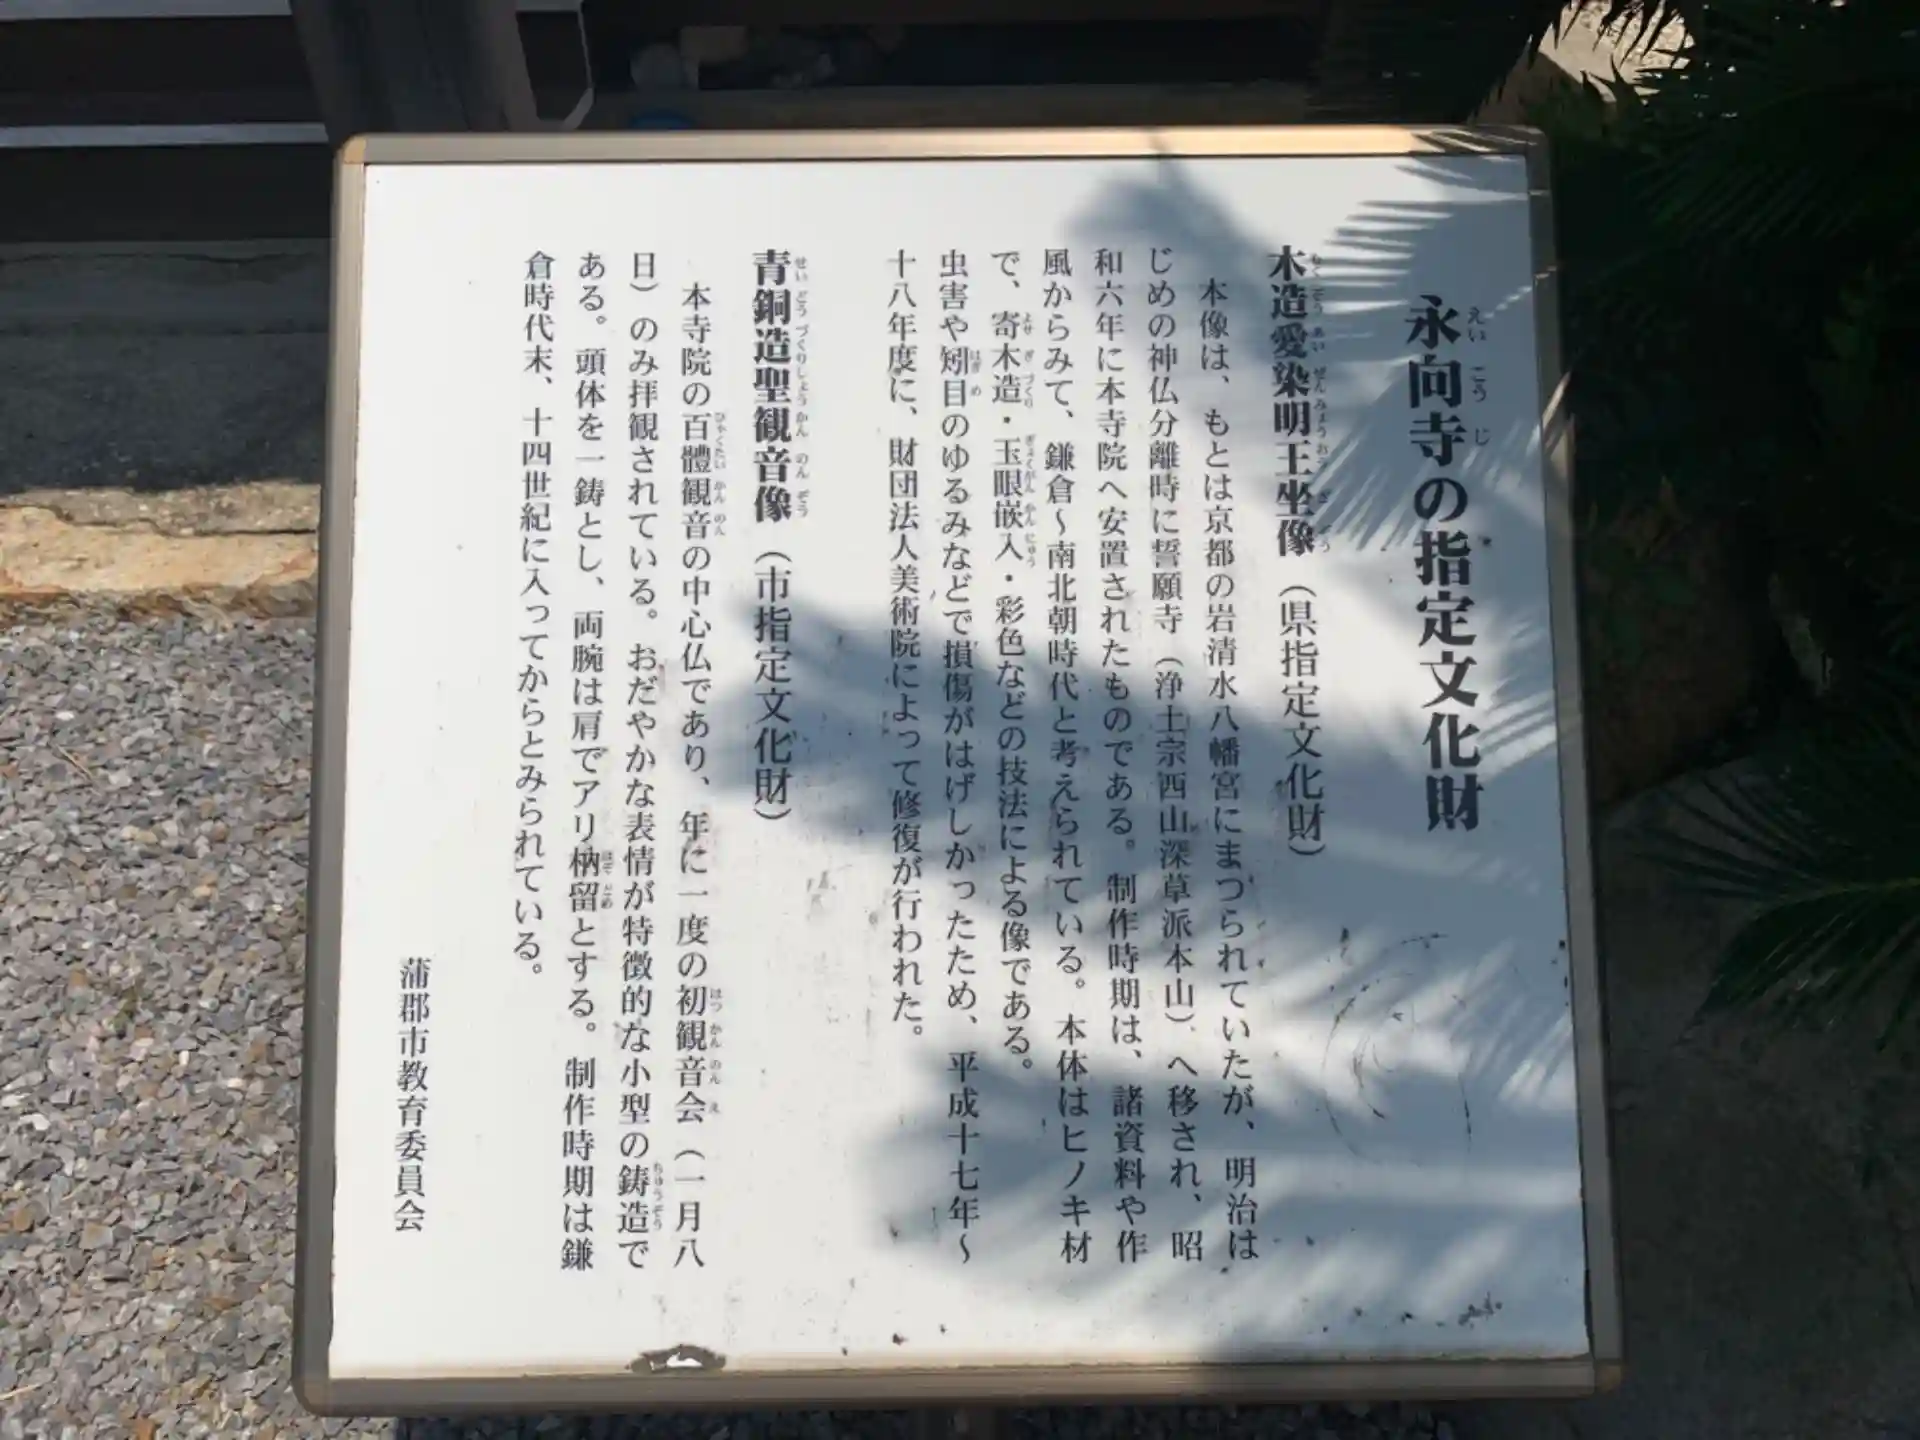 永向寺の指定文化財
木造愛染明王坐像（県指定文化財）
本像は、もとは京都の岩清水八幡宮にまつられていたが、明治は
じめの神仏分離時に誓願寺（浄土宗西山深草派本山）へ移され、昭
和六年に本寺院へ安置されたものである。制作時期は、諸資料や作
風からみて、鎌倉～南北朝時代と考えられている。本体はヒノキ材
で、寄木造・玉眼嵌入・彩色などの技法による像である。
虫害や矧目のゆるみなどで損傷がはげしかったため、平成十七年～
十八年度に、財団法人美術院によって修復が行われた。
青銅造聖観音像（市指定文化財）
本寺院の百體観音の中心仏であり、年に一度の初観音会（一月八
日）のみ拝観されている。おだやかな表情が特徴的な小型の鋳造で
ある。頭体を一鋳とし、両腕は肩でアリ枘留とする。制作時期は鎌
倉時代末、十四世紀に入ってからとみられている。
蒲郡市教育委員会